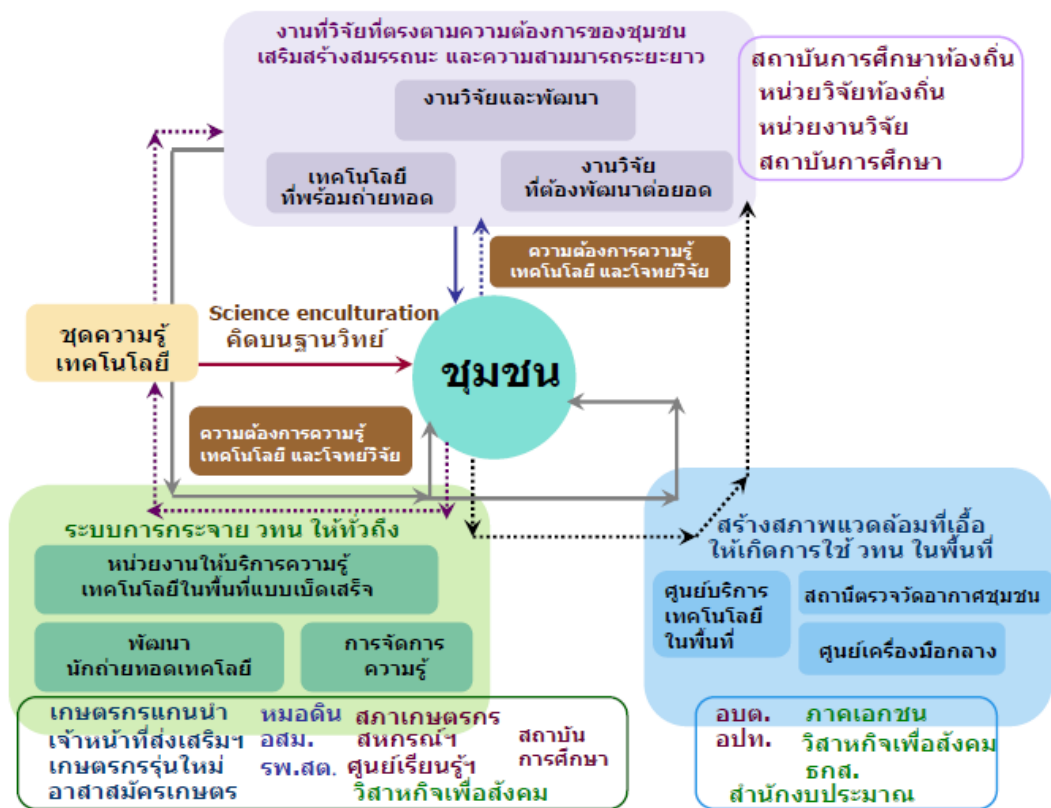 งานที่วิจัยที่ตรงตามความต้องการของชุมชน
เสริมสร้างสมรรถนะ และความสามมารถระยะยาว
งานวิจัยและพัฒนา
เทคโนโลยี
ที่พร้อมถ่ายทอด
งานวิจัย
ที่ต้องพัฒนาต่อยอด
สถาบันการศึกษาท้องถิ่น
หน่วยวิจัยท้องถิ่น
หน่วยงานวิจัย
สถาบันการศึกษา
ความต้องการความรู้
เทคโนโลยี และโจทย์วิจัย
Science enculturation
คิดบนฐานวิทย์
ชุดความรู้
เทคโนโลยี
ชุมชน
ความต้องการความรู้
เทคโนโลยี และโจทย์วิจัย
ระบบการกระจาย วทน ให้ทั่วถึง
หน่วยงานให้บริการความรู้
เทคโนโลยีในพื้นที่แบบเบ็ดเสร็จ
พัฒนา
นักถ่ายทอดเทคโลยี
การจัดการ
ความรู้
สร้างสภาพแวดล้อมที่เอื้อ
ให้เกิดการใช้ วทน ในพื้นที่
ศูนย์บริการ
เทคโนโลยี
ในพื้นที่
สถานีตรวจวัดอากาศชุมชน
ศูนย์เครื่องมือกลาง
เกษตรกรแกนนำ
เจ้าหน้าที่ส่งเสริมฯ
เกษตรกรรุ่นใหม่
อาสาสมัครเกษตร
หมอดิน
อสม.
รพ.สต.
สภาเกษตรกร
สหกรณ์ฯ
ศูนย์เรียนรู้ฯ
วิสาหกิจเพื่อสังคม
สถาบัน
การศึกษา
อบต.
อปท.
ภาคเอกชน
วิสาหกิจเพื่อสังคม
ธกส.
สำนักงบประมาณ